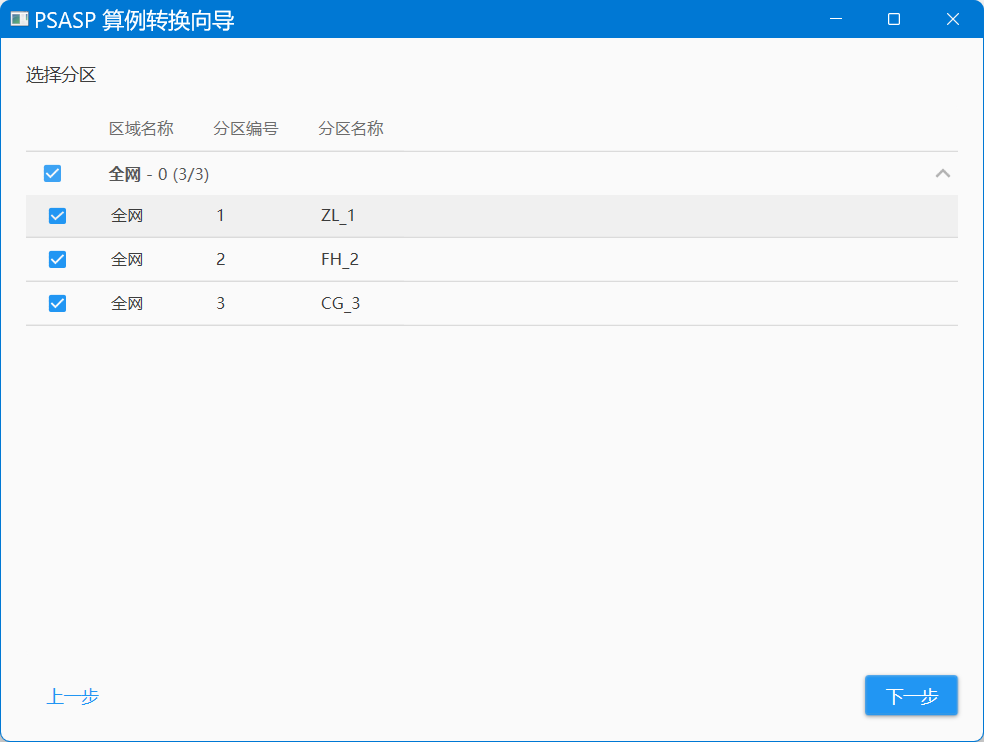 PSASP 算例转换向导
选择分区
区域名称 分区编号 分区名称
全网 - 0 (3/3)
全网 1 ZL_1
全网 2 FH_2
全网 3 CG_3
上一步 下一步